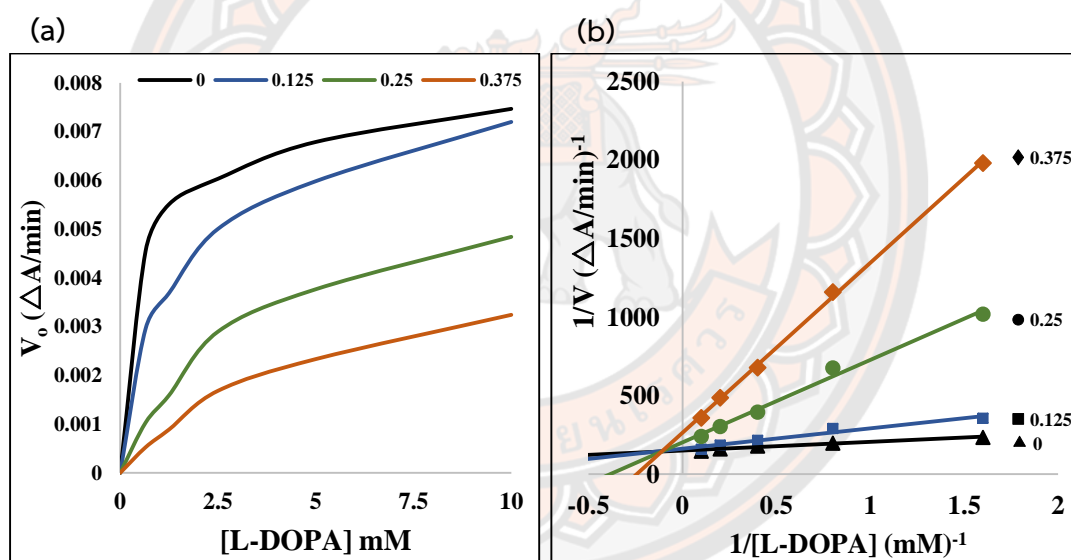 (a)
0 0.125 0.25 0.375
0.008
0.007
0.006
0.005
0.004
0.003
0.002
0.001
0
V₀ (△A/min)
0 2.5 5 7.5 10
[L-DOPA] mM
(b)
2500
2000
1500
1000
500
0
1/V (△A/min)⁻¹
-0.5 0 0.5 1 1.5 2
1/[L-DOPA] (mM)⁻¹
0.375
0.25
0.125
0